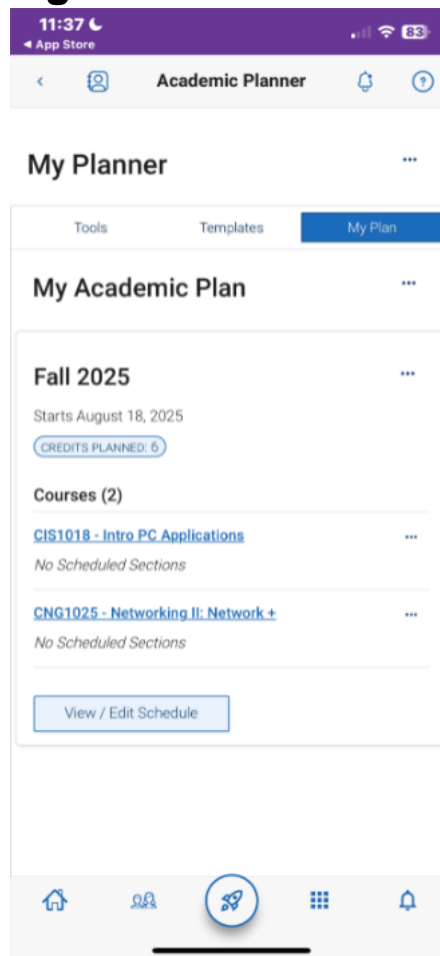 11:37
App Store
83
Academic Planner
My Planner
Tools
Templates
My Plan
My Academic Plan
Fall 2025
Starts August 18, 2025
CREDITS PLANNED: 6
Courses (2)
CIS1018 - Intro PC Applications
No Scheduled Sections
CNG1025 - Networking II: Network +
No Scheduled Sections
View / Edit Schedule